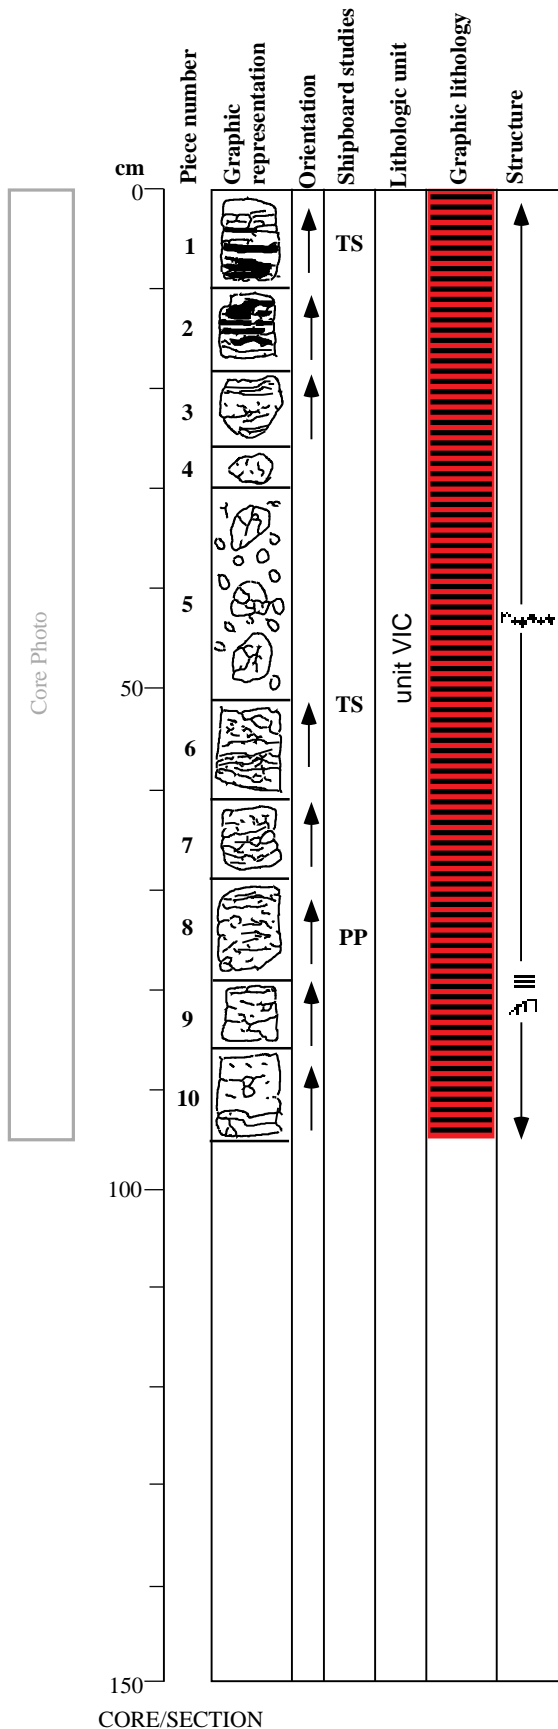 cm
Piece number
Graphic
representation
Orientation
Shipboard studies
Lithologic unit
Graphic lithology
Structure
0
1
TS
2
3
4
5
Core Photo
unit VIC
50
TS
6
7
8
PP
9
10
100
150
CORE/SECTION